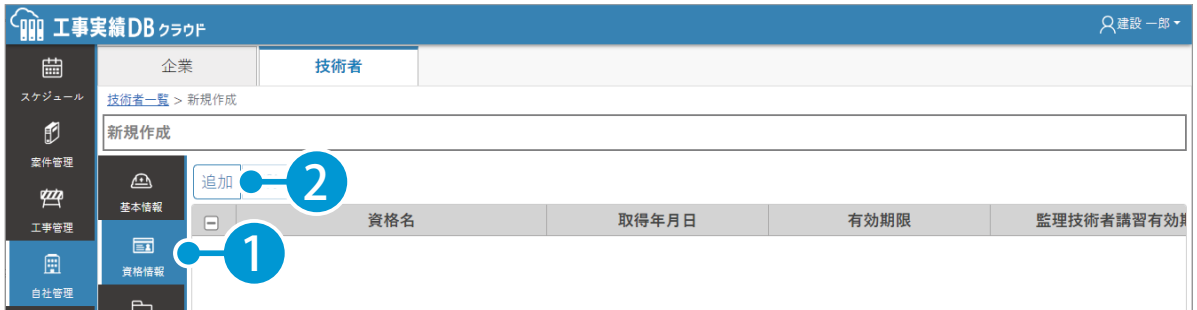 工事実績DB クラウド
建設 一郎
スケジュール
案件管理
工事管理
自社管理
企業
技術者
技術者一覧 > 新規作成
新規作成
基本情報
資格情報
追加
2
1
資格名
取得年月日
有効期限
監理技術者講習有効